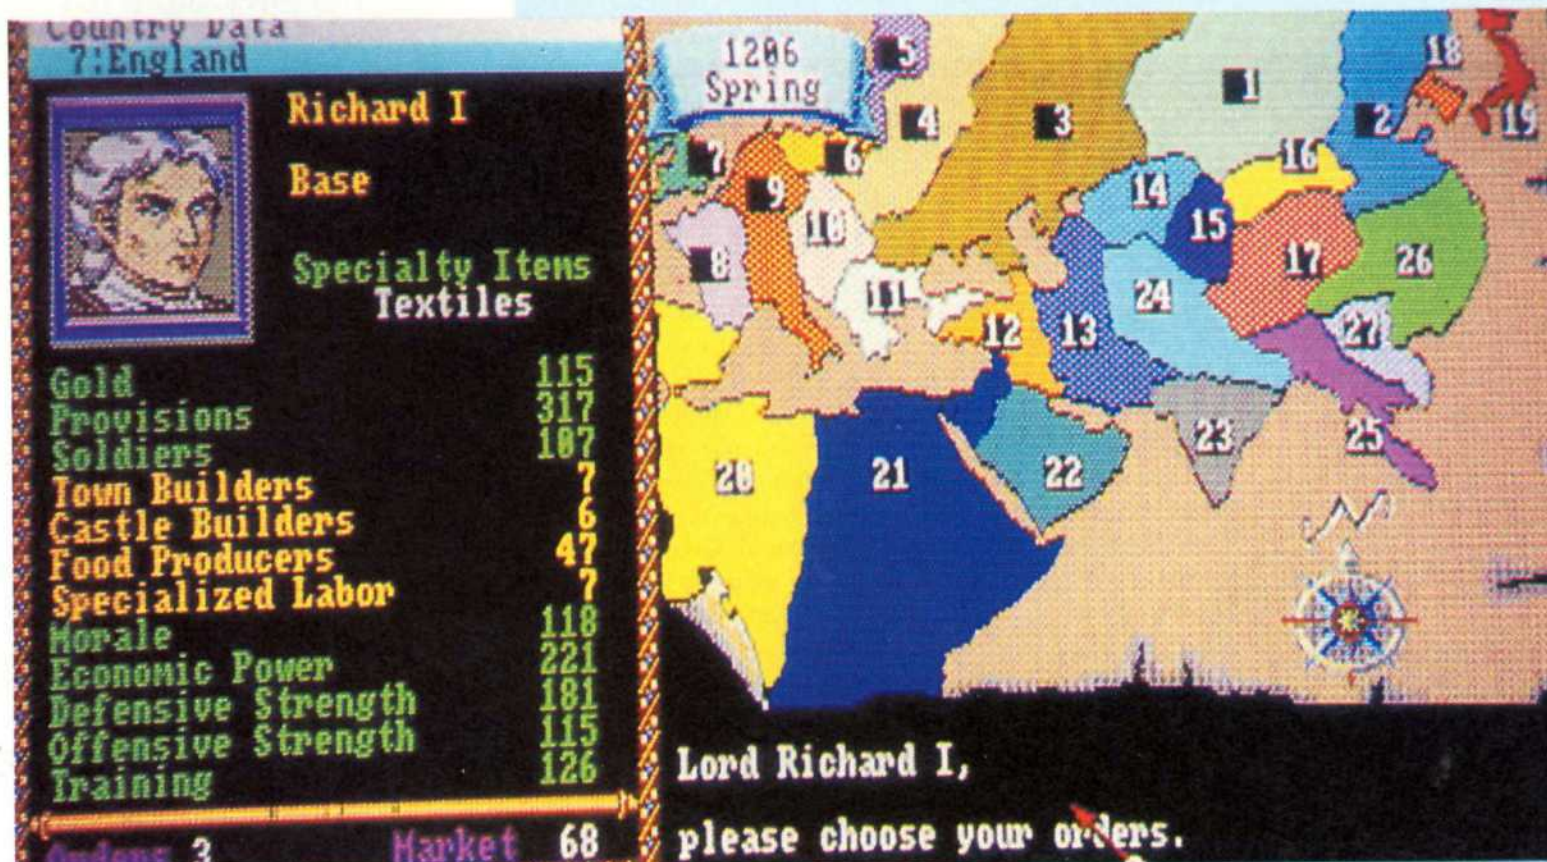 Country Data
7:England
Richard I
Base
Specialty Items
Textiles
Gold 115
Provisions 317
Soldiers 107
Town Builders 7
Castle Builders 6
Food Producers 47
Specialized Labor 7
Morale 118
Economic Power 221
Defensive Strength 181
Offensive Strength 115
Training 126
Orders 3 Market 68
1206
Spring
5
1
18
4
3
2
19
7
6
16
9
14
10
15
8
17
26
11
24
12
13
27
20
21
22
23
25
N
Lord Richard I,
please choose your orders.